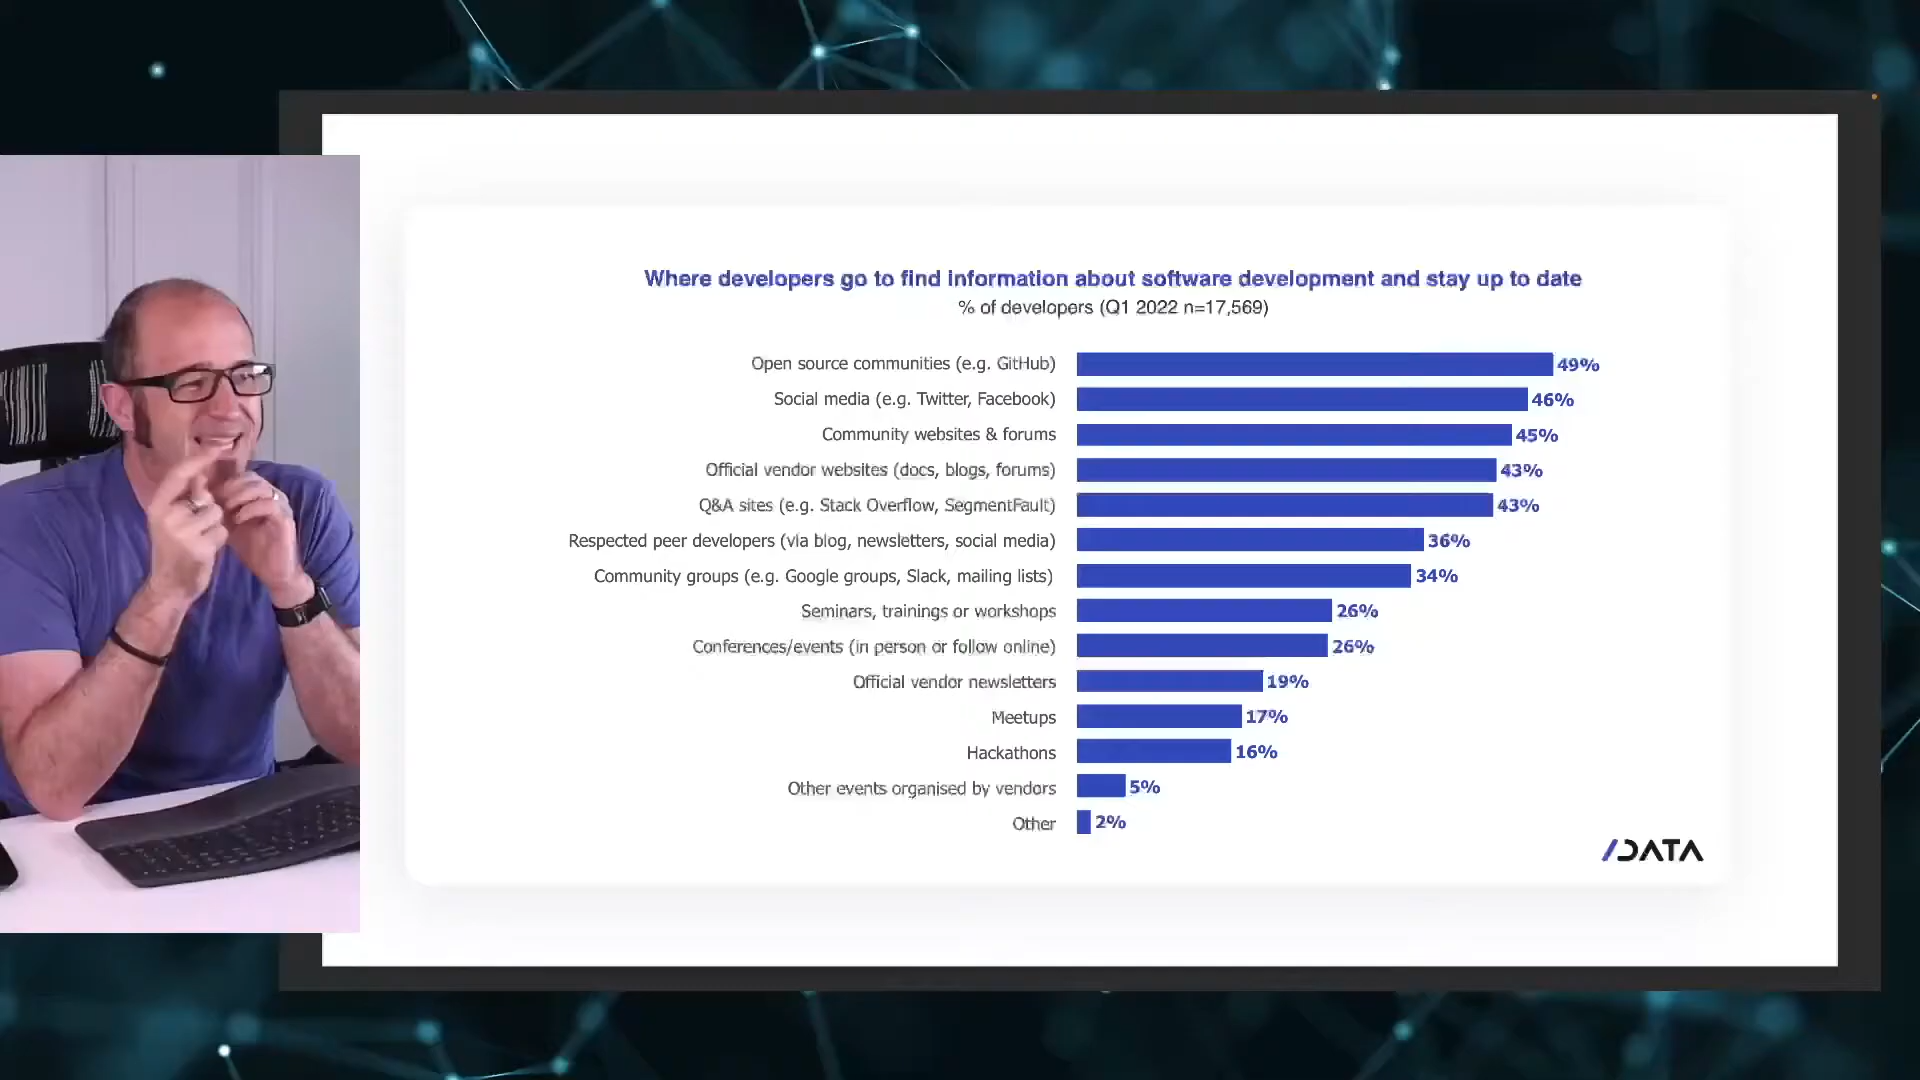 Where developers go to find information about software development and stay up to date
% of developers (Q1 2022 n=17,569)
Open source communities (e.g. GitHub) 49%
Social media (e.g. Twitter, Facebook) 46%
Community websites & forums 45%
Official vendor websites (docs, blogs, forums) 43%
Q&A sites (e.g. Stack Overflow, SegmentFault) 43%
Respected peer developers (via blog, newsletters, social media) 36%
Community groups (e.g. Google groups, Slack, mailing lists) 34%
Seminars, trainings or workshops 26%
Conferences/events (in person or follow online) 26%
Official vendor newsletters 19%
Meetups 17%
Hackathons 16%
Other events organised by vendors 5%
Other 2%
/DATA